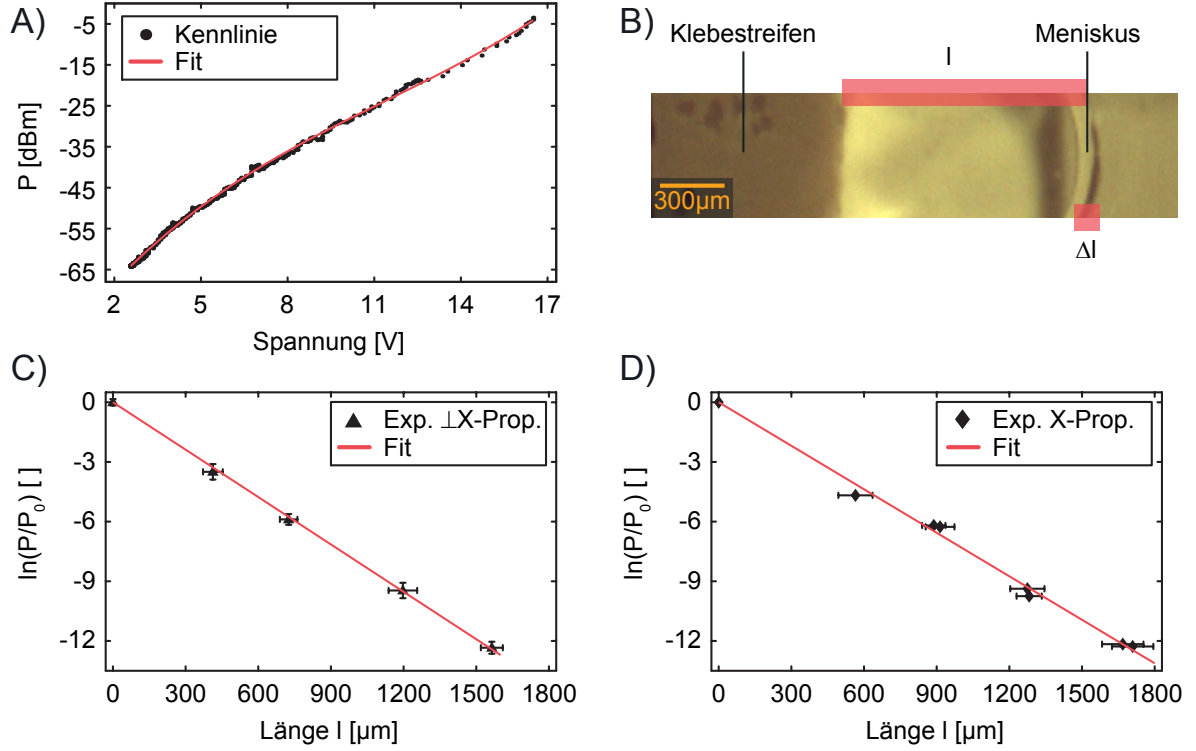 A)
Kennlinie
Fit
P [dBm]
-5
-15
-25
-35
-45
-55
-65
2 5 8 11 14 17
Spannung [V]
B)
Klebestreifen
l
Meniskus
300µm
Δl
C)
Exp. ⊥X-Prop.
Fit
ln(P/P0) [ ]
0
-3
-6
-9
-12
0 300 600 900 1200 1500 1800
Länge l [µm]
D)
Exp. X-Prop.
Fit
ln(P/P0) [ ]
0
-3
-6
-9
-12
0 300 600 900 1200 1500 1800
Länge l [µm]